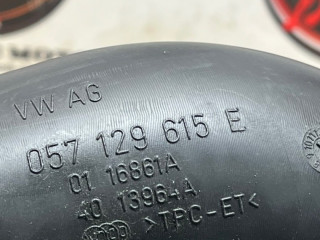 VW AG
057 129 615 E
01 16861A
40 13964A
>TPC-ET<